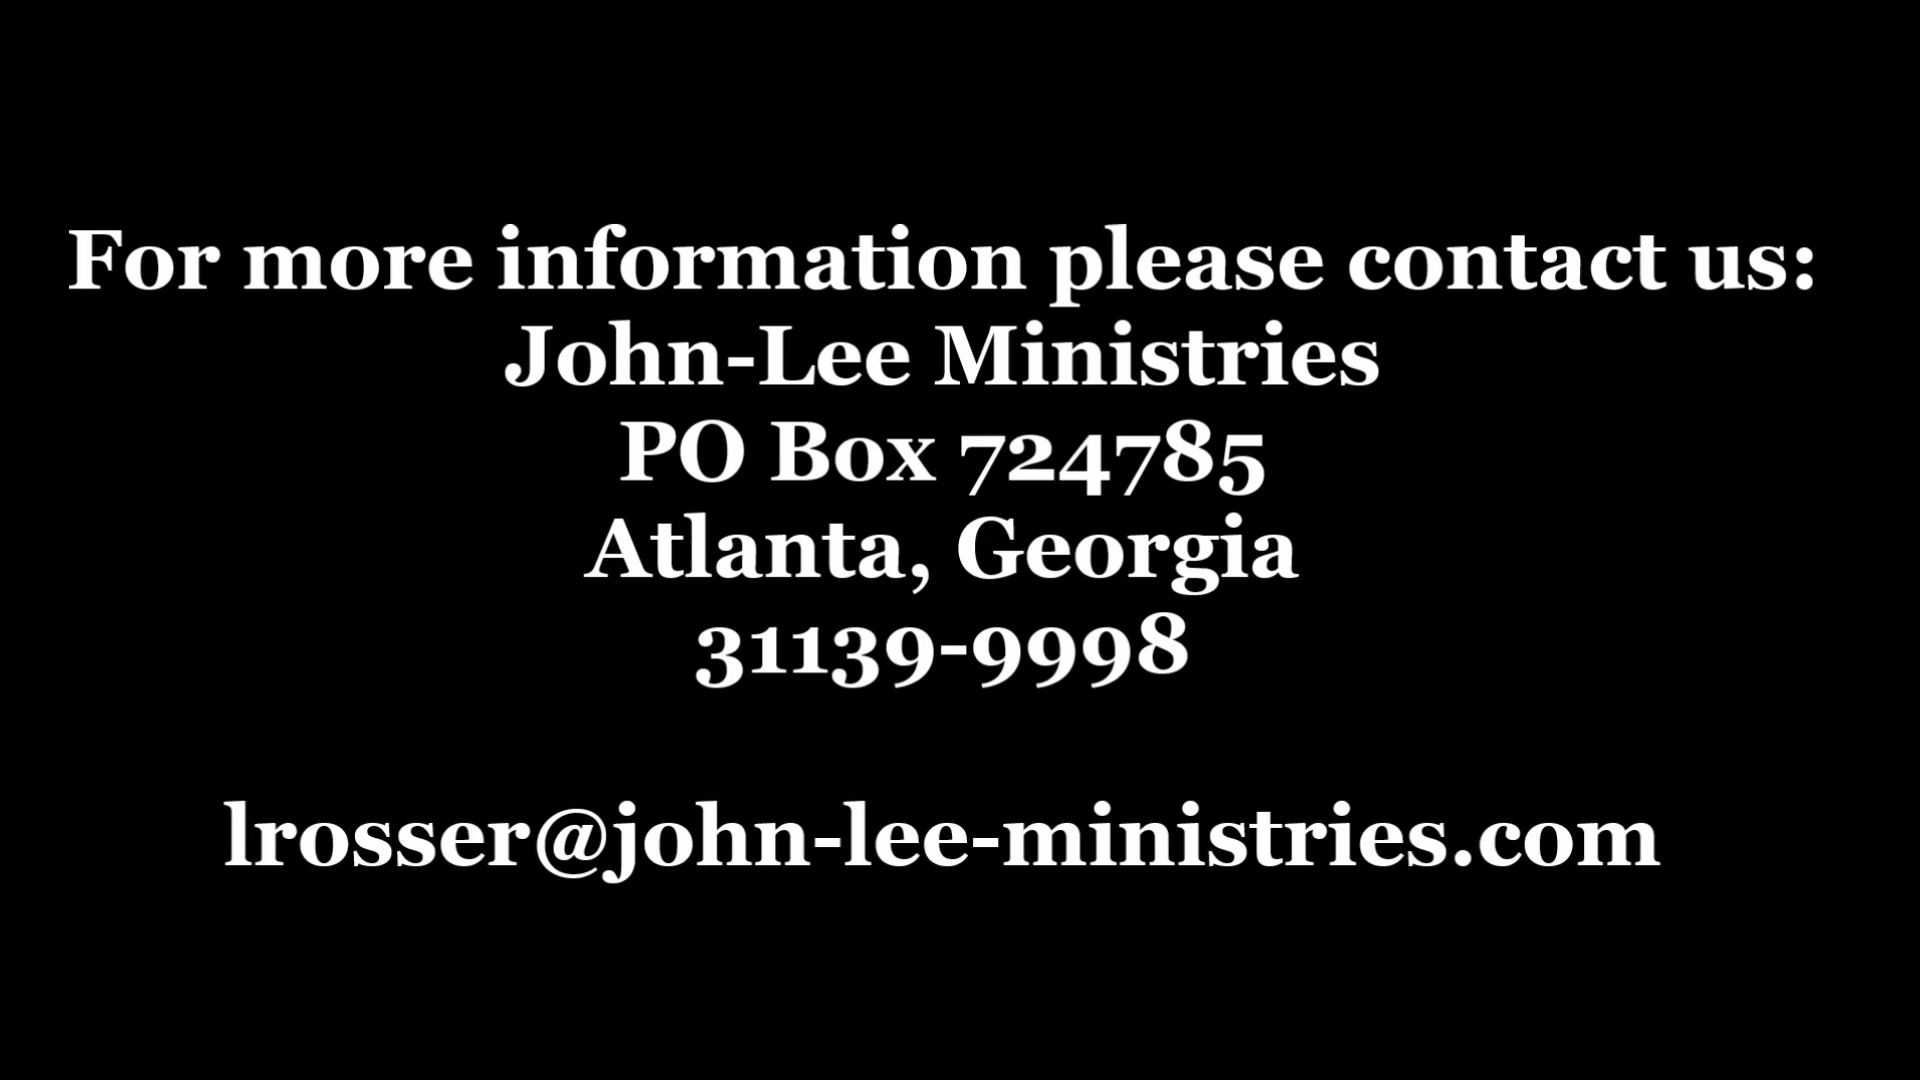 For more information please contact us:
John-Lee Ministries
PO Box 724785
Atlanta, Georgia
31139-9998
lrosser@john-lee-ministries.com